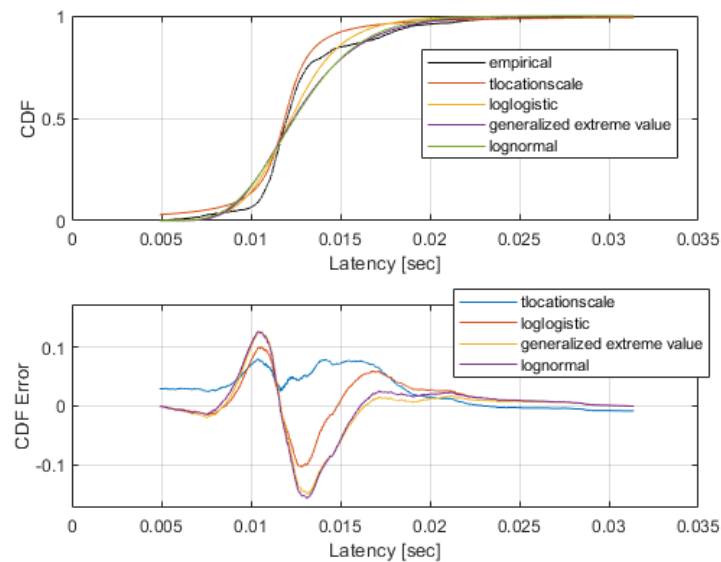 1
0.5
0
CDF
empirical
tlocationscale
loglogistic
generalized extreme value
lognormal
0 0.005 0.01 0.015 0.02 0.025 0.03 0.035
Latency [sec]
tlocationscale
loglogistic
generalized extreme value
lognormal
0.1
0
-0.1
CDF Error
0 0.005 0.01 0.015 0.02 0.025 0.03 0.035
Latency [sec]